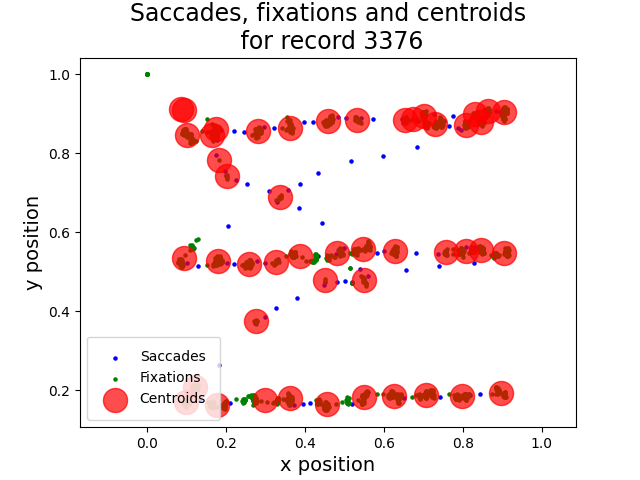 Saccades, fixations and centroids
for record 3376
1.0
0.8
0.6
0.4
0.2
y position
Saccades
Fixations
Centroids
0.0
0.2
0.4
0.6
0.8
1.0
x position